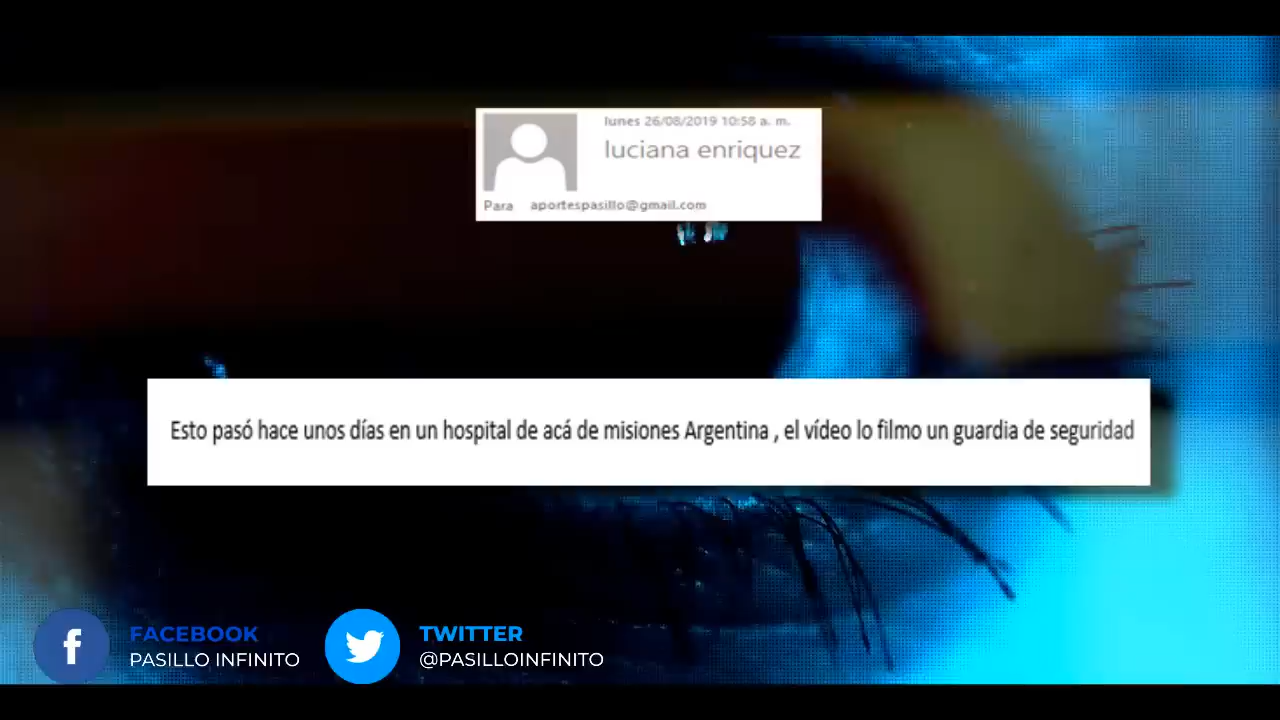 lunes 26/08/2019 10:58 a. m.
luciana enriquez
Para aportespasillo@gmail.com
Esto pasó hace unos días en un hospital de acá de misiones Argentina , el vídeo lo filmo un guardia de seguridad
FACEBOOK
PASILLO INFINITO
TWITTER
@PASILLOINFINITO